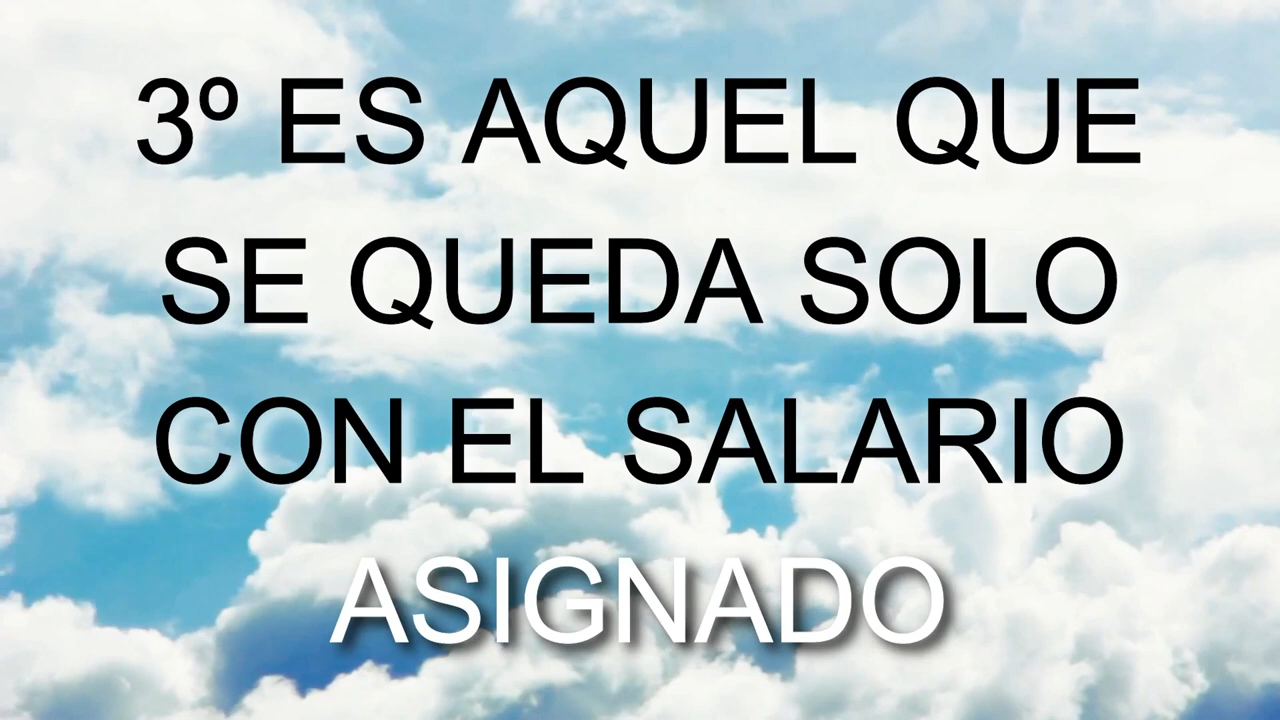 3º ES AQUEL QUE
SE QUEDA SOLO
CON EL SALARIO
ASIGNADO